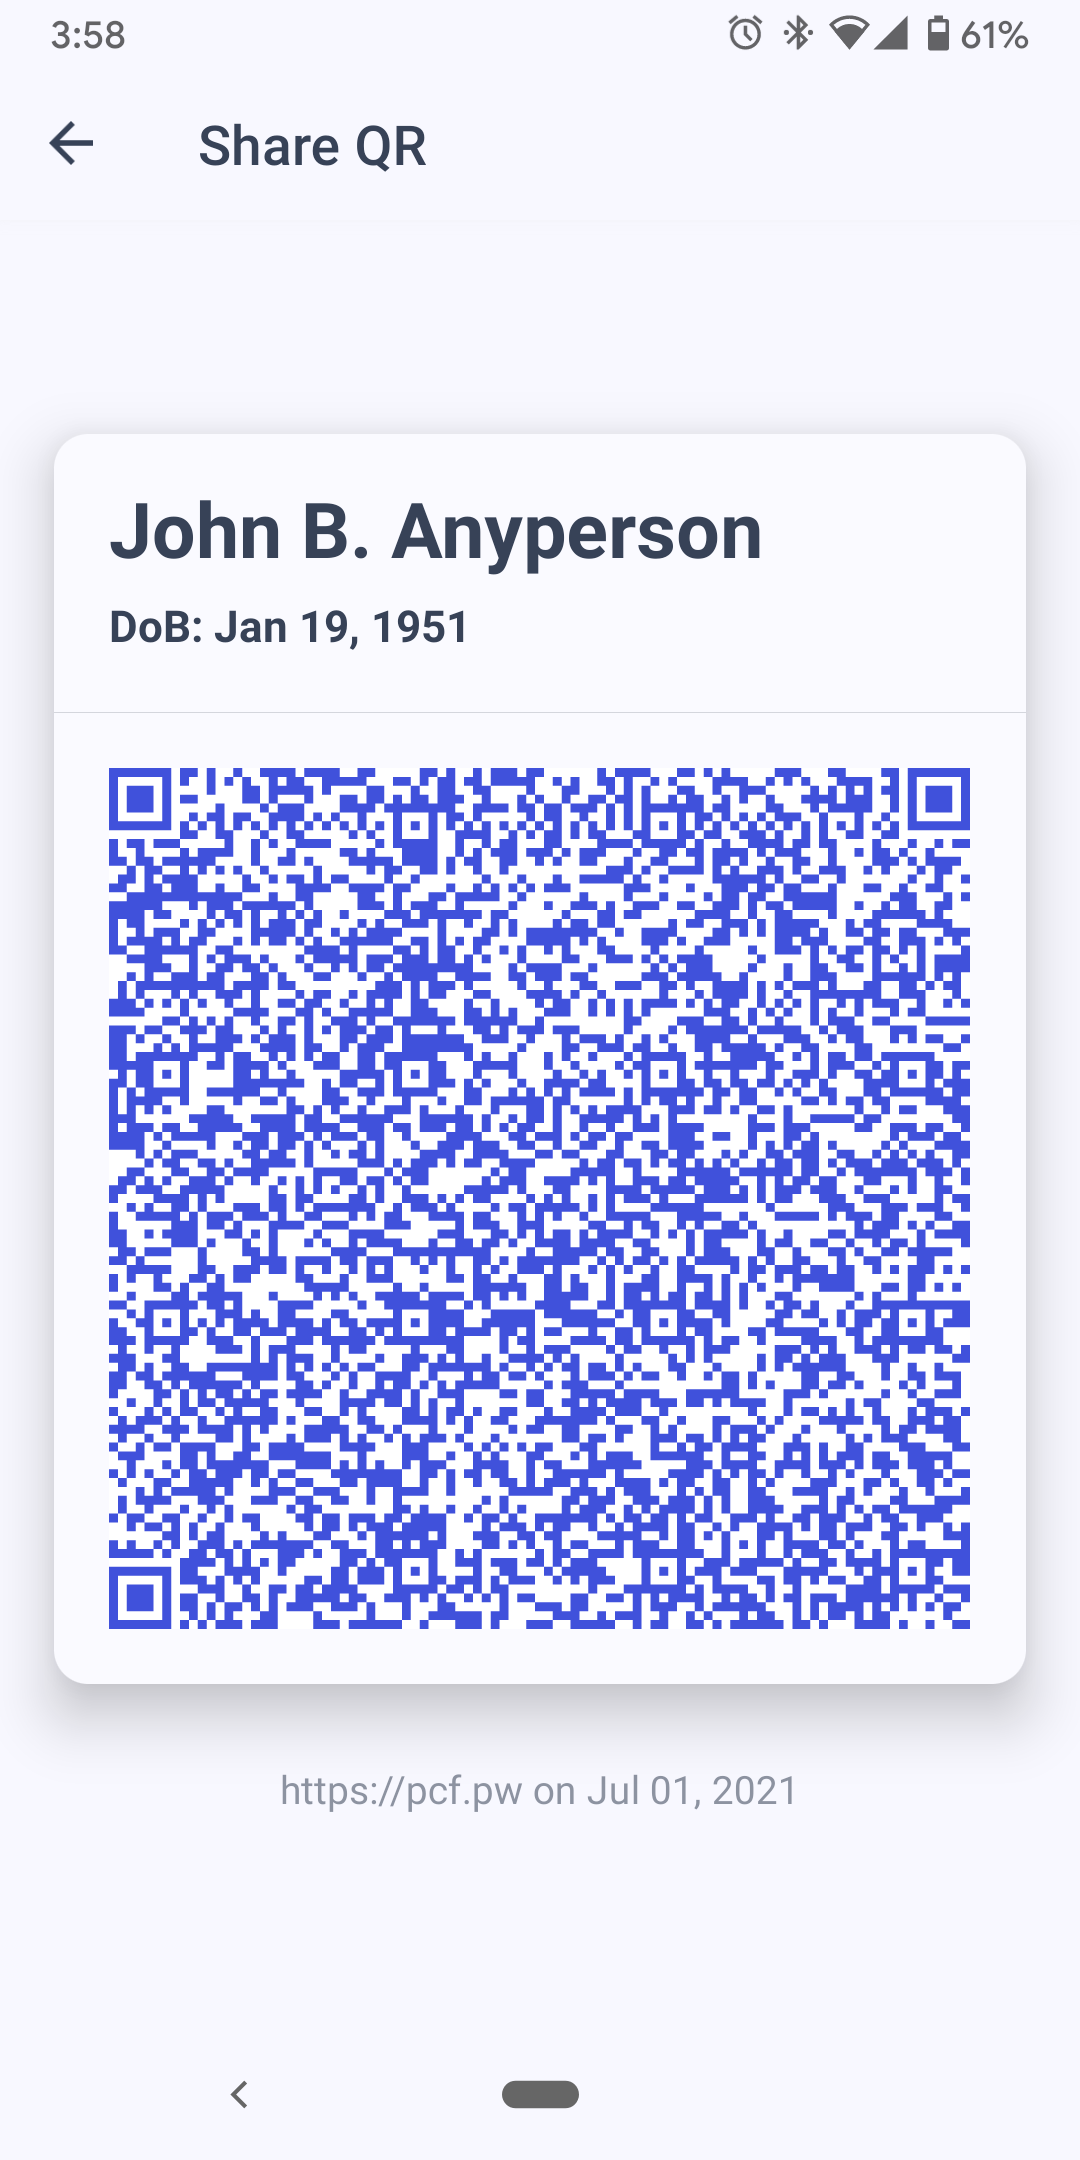 3:58
61%
Share QR
John B. Anyperson
DoB: Jan 19, 1951
https://pcf.pw on Jul 01, 2021